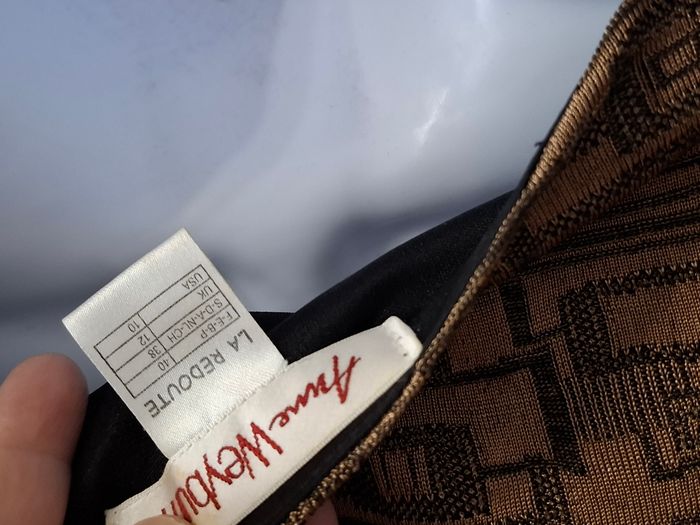 Anne Weyburn
LA REDOUTE
F-E-B-P 40
S-D-A-NL-CH 38
UK 12
USA 10